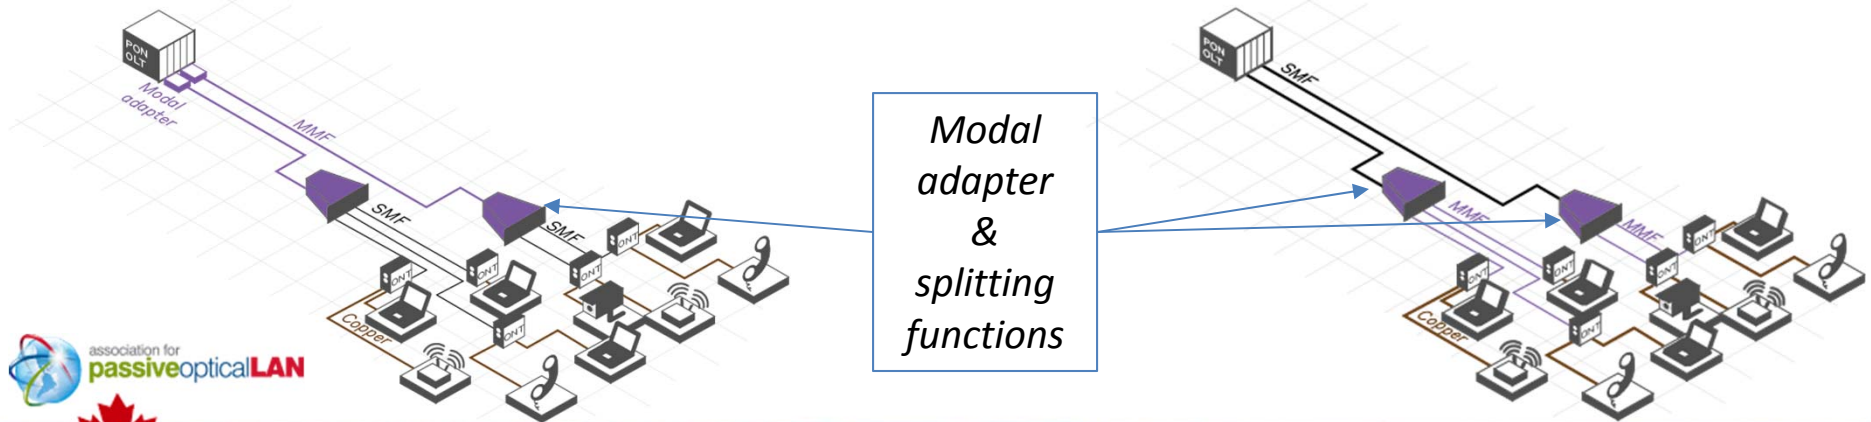 PON
OLT
Modal
adapter
MMF
SMF
SMF
ONT
ONT
ONT
ONT
ONT
Copper
Modal
adapter
&
splitting
functions
PON
OLT
SMF
MMF
MMF
ONT
ONT
ONT
ONT
ONT
Copper
association for
passiveopticalLAN